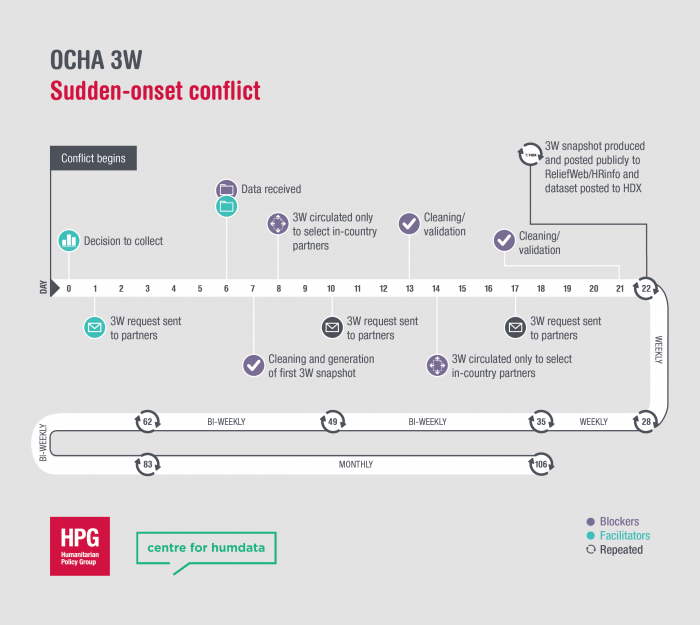 OCHA 3W
Sudden-onset conflict
Conflict begins
3W snapshot produced
and posted publicly to
ReliefWeb/HRinfo and
dataset posted to HDX
Data received
3W circulated only
to select in-country
partners
Cleaning/
validation
Cleaning/
validation
Decision to collect
DAY
0 1 2 3 4 5 6 7 8 9 10 11 12 13 14 15 16 17 18 19 20 21 22
3W request sent
to partners
3W request sent
to partners
3W request sent
to partners
Cleaning and generation
of first 3W snapshot
3W circulated only to select
in-country partners
WEEKLY
62 BI-WEEKLY 49 BI-WEEKLY 35 WEEKLY 28
BI-WEEKLY
83 MONTHLY 106
HPG
Humanitarian
Policy Group
centre for humdata
Blockers
Facilitators
Repeated